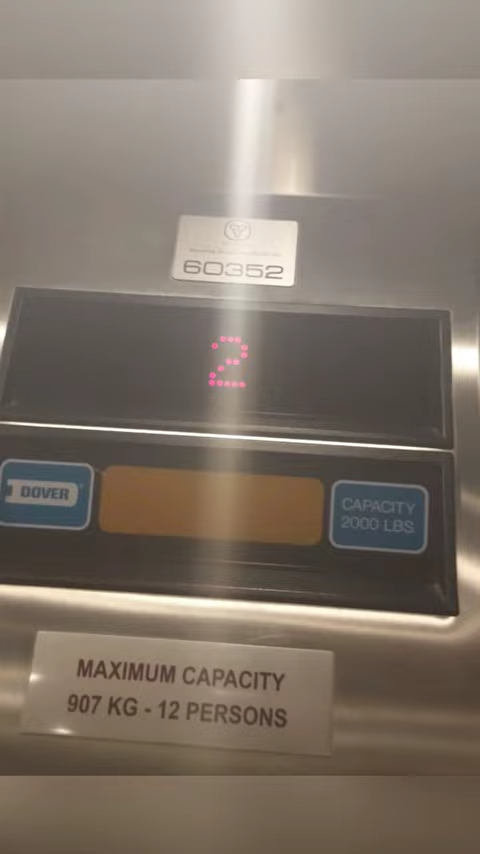 60352
2
DOVER
CAPACITY
2000 LBS
MAXIMUM CAPACITY
907 KG - 12 PERSONS